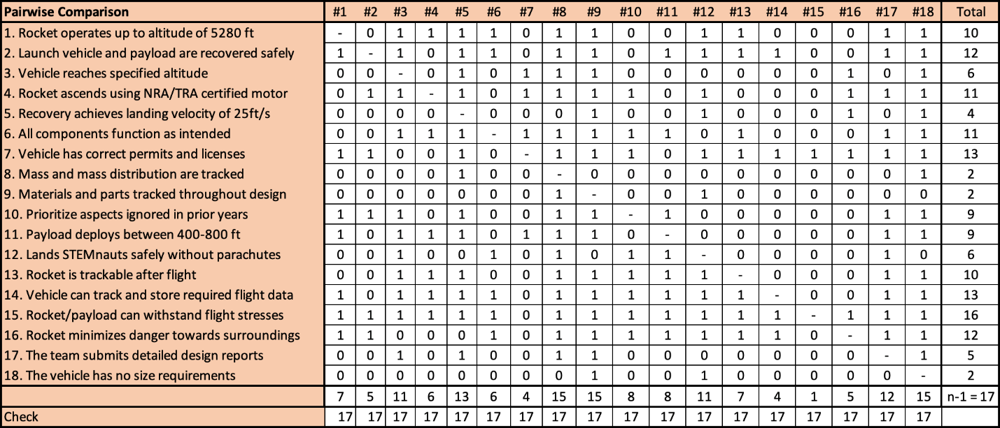 Pairwise Comparison #1 #2 #3 #4 #5 #6 #7 #8 #9 #10 #11 #12 #13 #14 #15 #16 #17 #18 Total
1. Rocket operates up to altitude of 5280 ft - 0 1 1 1 1 0 1 1 0 0 1 1 0 0 0 1 1 10
2. Launch vehicle and payload are recovered safely 1 - 1 0 1 1 0 1 1 0 1 1 1 1 0 0 1 1 12
3. Vehicle reaches specified altitude 0 0 - 0 1 0 1 1 1 0 0 0 0 0 0 1 0 1 6
4. Rocket ascends using NRA/TRA certified motor 0 1 1 - 1 0 1 1 1 1 0 1 0 0 0 1 1 1 11
5. Recovery achieves landing velocity of 25ft/s 0 0 0 0 - 0 0 0 1 0 0 1 0 0 0 1 0 1 4
6. All components function as intended 0 0 1 1 1 - 1 1 1 1 1 0 1 0 0 0 1 1 11
7. Vehicle has correct permits and licenses 1 1 0 0 1 0 - 1 1 1 0 1 1 1 1 1 1 1 13
8. Mass and mass distribution are tracked 0 0 0 0 1 0 0 - 0 0 0 0 0 0 0 0 0 1 2
9. Materials and parts tracked throughout design 0 0 0 0 0 0 0 1 - 0 0 1 0 0 0 0 0 0 2
10. Prioritize aspects ignored in prior years 1 1 1 0 1 0 0 1 1 - 1 0 0 0 0 0 1 1 9
11. Payload deploys between 400-800 ft 1 0 1 1 1 0 1 1 1 0 - 0 0 0 0 0 1 1 9
12. Lands STEMnauts safely without parachutes 0 0 1 0 0 1 0 1 0 1 1 - 0 0 0 0 1 0 6
13. Rocket is trackable after flight 0 0 1 1 1 0 0 1 1 1 1 1 - 0 0 0 1 1 10
14. Vehicle can track and store required flight data 1 0 1 1 1 1 0 1 1 1 1 1 1 - 0 0 1 1 13
15. Rocket/payload can withstand flight stresses 1 1 1 1 1 1 0 1 1 1 1 1 1 1 - 1 1 1 16
16. Rocket minimizes danger towards surroundings 1 1 0 0 0 1 0 1 1 1 1 1 1 1 0 - 1 1 12
17. The team submits detailed design reports 0 0 1 0 1 0 0 1 1 0 0 0 0 0 0 0 - 1 5
18. The vehicle has no size requirements 0 0 0 0 0 0 0 0 1 0 0 1 0 0 0 0 0 - 2
7 5 11 6 13 6 4 15 15 8 8 11 7 4 1 5 12 15 n-1 = 17
Check 17 17 17 17 17 17 17 17 17 17 17 17 17 17 17 17 17 17